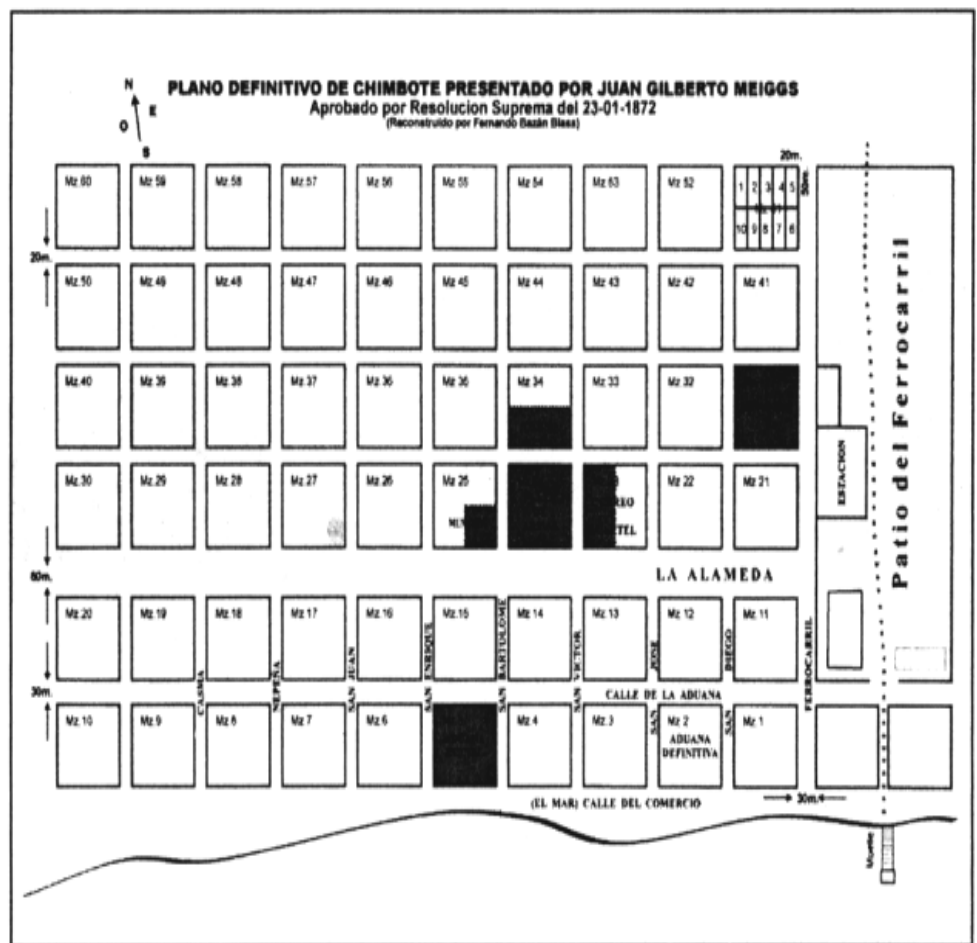 PLANO DEFINITIVO DE CHIMBOTE PRESENTADO POR JUAN GILBERTO MEIGGS
Aprobado por Resolucion Suprema del 23-01-1872
(Reconstruido por Fernando Bazán Blass)
N
E
O
S
20m.
50m.
Mz 60 Mz 59 Mz 58 Mz 57 Mz 56 Mz 55 Mz 54 Mz 53 Mz 52
1 2 3 4 5
10 9 8 7 6
20m.
Mz.50 Mz.49 Mz.48 Mz.47 Mz 46 Mz 45 Mz 44 Mz 43 Mz 42 Mz 41
Mz.40 Mz 39 Mz 38 Mz 37 Mz 36 Mz 35 Mz 34 Mz 33 Mz 32
Mz.30 Mz.29 Mz 28 Mz.27 Mz.26 Mz 25 Mz 22 Mz 21
ESTACION
Patio del Ferrocarril
60m.
LA ALAMEDA
Mz 20 Mz.19 Mz 18 Mz 17 Mz 16 Mz.15 Mz 14 Mz 13 Mz 12 Mz 11
CASMA
NEPEÑA
SAN JUAN
SAN ENRIQUE
SAN BARTOLOME
SAN VICTOR
SAN JOSE
SAN DIEGO
FERROCARRIL
30m.
CALLE DE LA ADUANA
Mz.10 Mz 9 Mz 8 Mz 7 Mz 6 Mz 4 Mz.3 Mz 2 Mz 1
ADUANA
DEFINITIVA
(EL MAR) CALLE DEL COMERCIO
30m.
Muelle